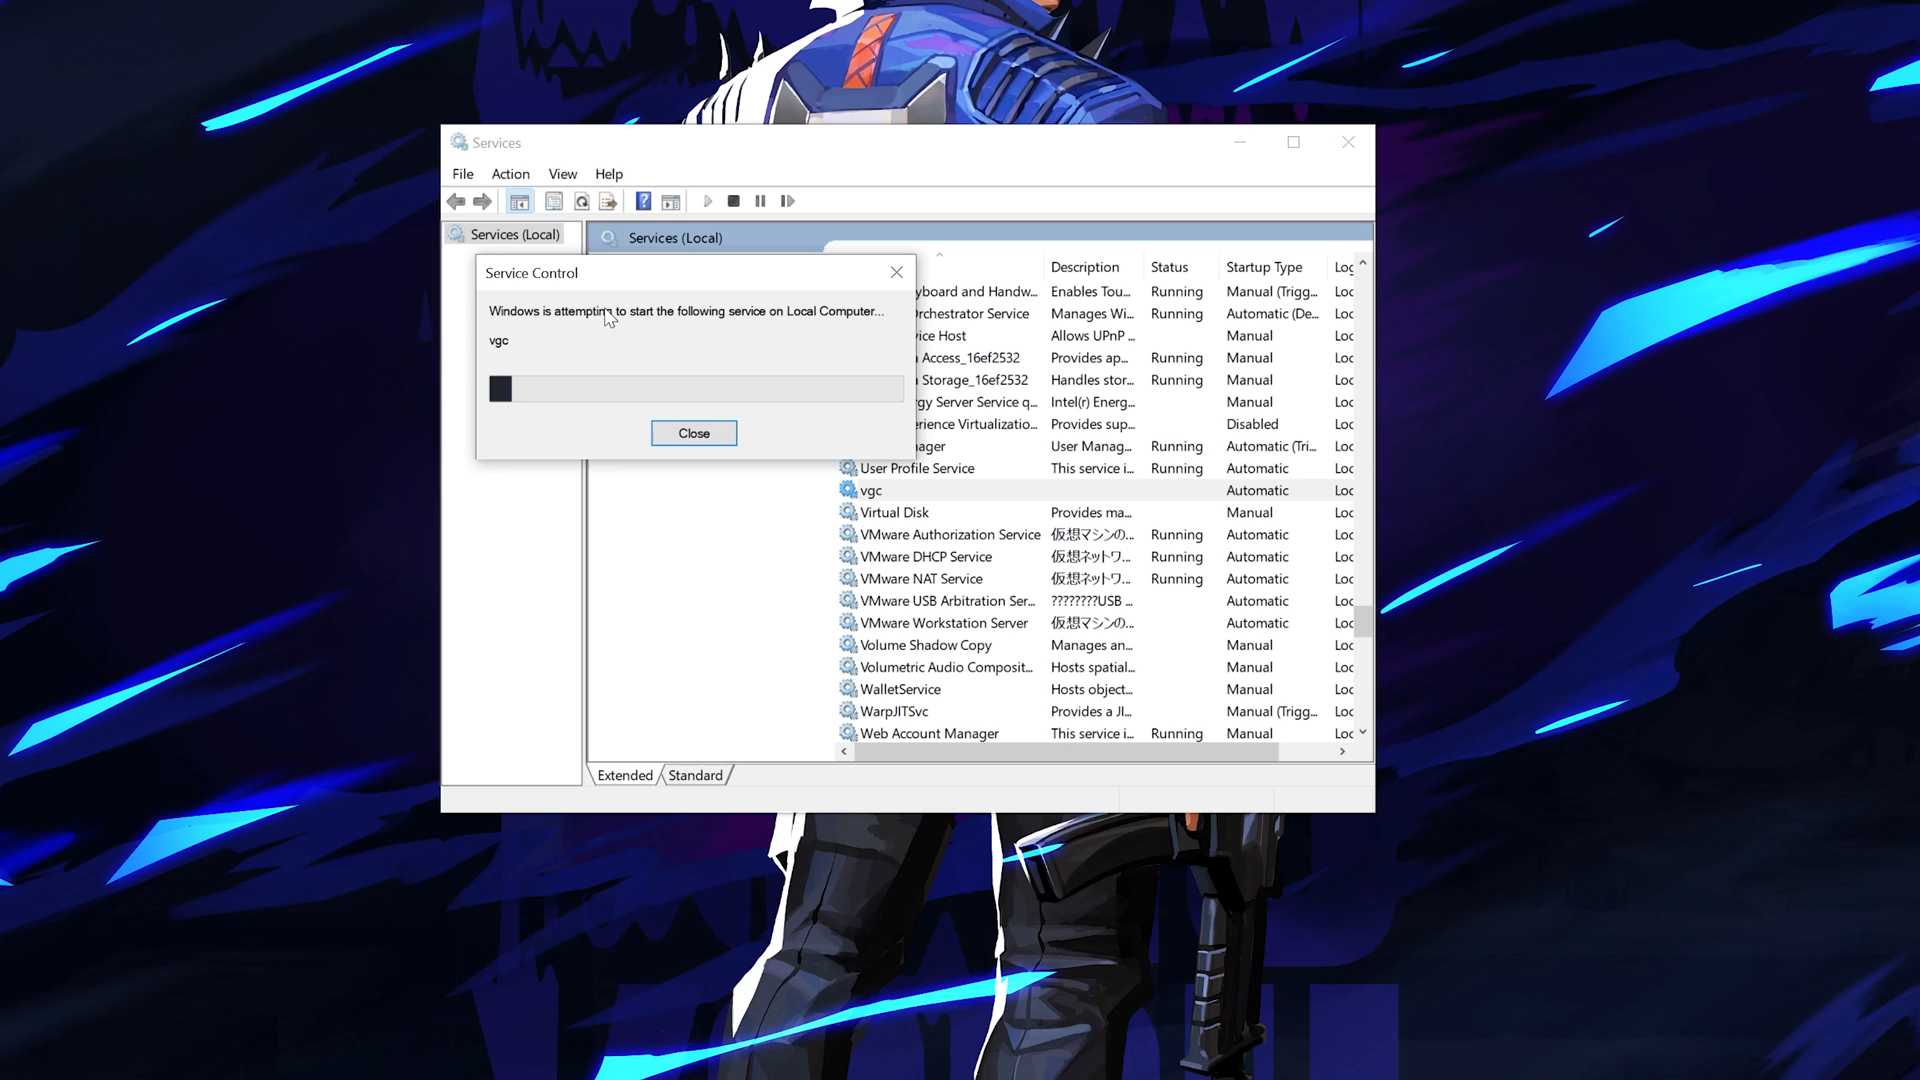 Services
File Action View Help
Services (Local)
Services (Local)
Service Control
Windows is attempting to start the following service on Local Computer...
vgc
Close
Description Status Startup Type Log
yboard and Handw... Enables Tou... Running Manual (Trigg... Loc
Orchestrator Service Manages Wi... Running Automatic (De... Loc
vice Host Allows UPnP ... Manual Loc
Access_16ef2532 Provides ap... Running Manual Loc
Storage_16ef2532 Handles stor... Running Manual Loc
rgy Server Service q... Intel(r) Energ... Manual Loc
erience Virtualizatio... Provides sup... Disabled Loc
ager User Manag... Running Automatic (Tri... Loc
User Profile Service This service i... Running Automatic Loc
vgc Automatic Loc
Virtual Disk Provides ma... Manual Loc
VMware Authorization Service 仮想マシンの... Running Automatic Loc
VMware DHCP Service 仮想ネットワ... Running Automatic Loc
VMware NAT Service 仮想ネットワ... Running Automatic Loc
VMware USB Arbitration Ser... ????????USB ... Automatic Loc
VMware Workstation Server 仮想マシンの... Automatic Loc
Volume Shadow Copy Manages an... Manual Loc
Volumetric Audio Composit... Hosts spatial... Manual Loc
WalletService Hosts object... Manual Loc
WarpJITSvc Provides a JI... Manual (Trigg... Loc
Web Account Manager This service i... Running Manual Loc
Extended Standard